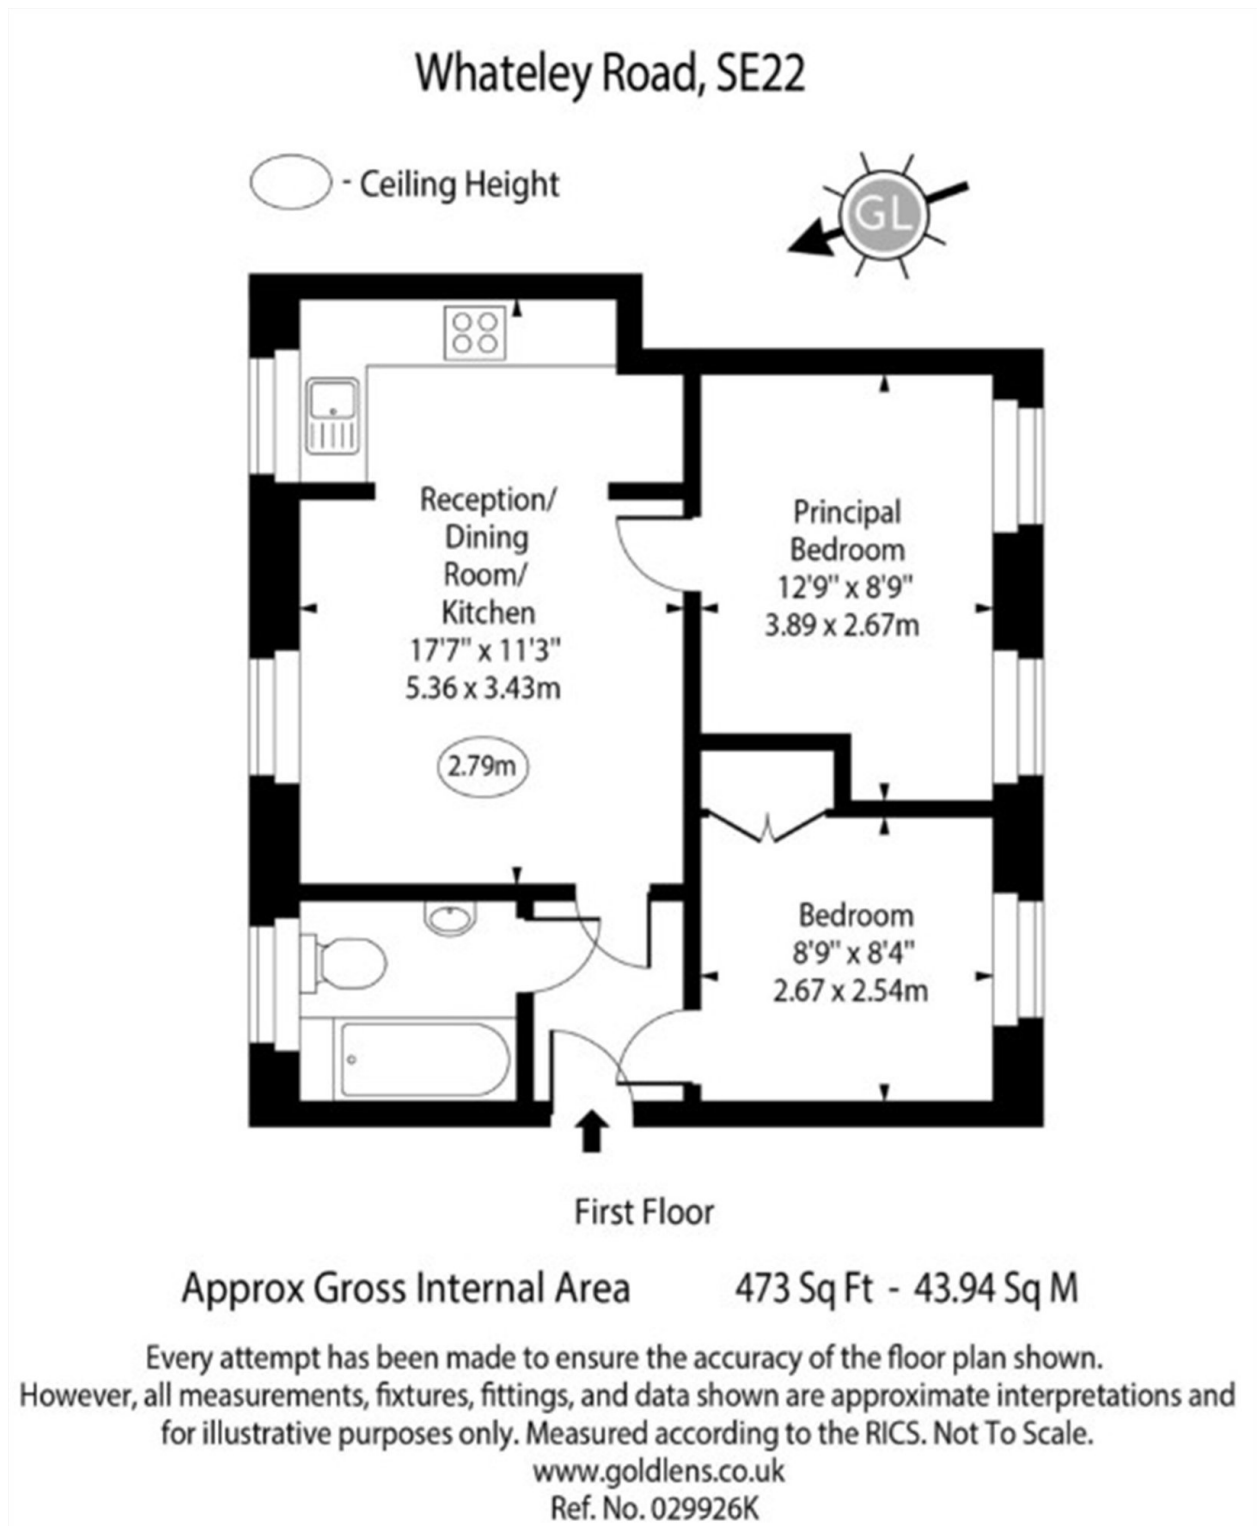 Whateley Road, SE22
- Ceiling Height
GL
Reception/
Dining
Room/
Kitchen
17'7" x 11'3"
5.36 x 3.43m
2.79m
Principal
Bedroom
12'9" x 8'9"
3.89 x 2.67m
Bedroom
8'9" x 8'4"
2.67 x 2.54m
First Floor
Approx Gross Internal Area 473 Sq Ft - 43.94 Sq M
Every attempt has been made to ensure the accuracy of the floor plan shown.
However, all measurements, fixtures, fittings, and data shown are approximate interpretations and
for illustrative purposes only. Measured according to the RICS. Not To Scale.
www.goldlens.co.uk
Ref. No. 029926K